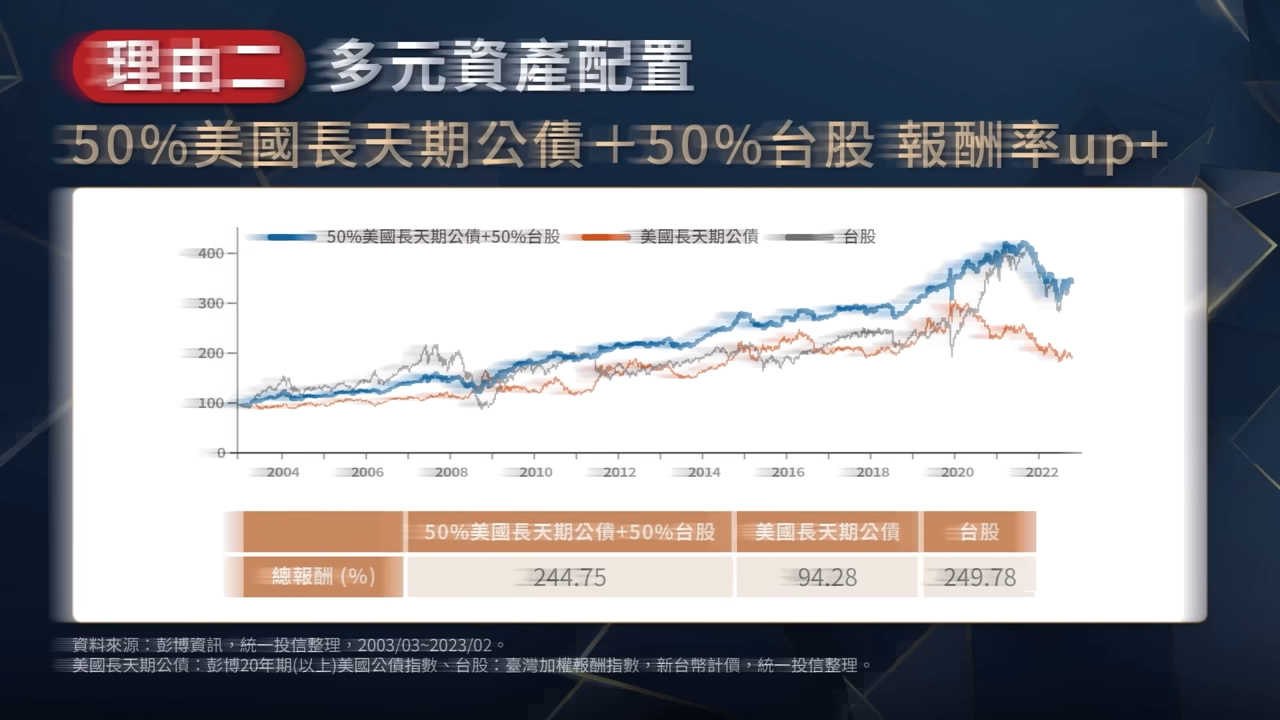 理由二 多元資產配置
50%美國長天期公債＋50%台股 報酬率up+
50%美國長天期公債+50%台股 美國長天期公債 台股
400
300
200
100
0
2004 2006 2008 2010 2012 2014 2016 2018 2020 2022
50%美國長天期公債+50%台股 美國長天期公債 台股
總報酬 (%) 244.75 94.28 249.78
資料來源：彭博資訊，統一投信整理，2003/03~2023/02。
美國長天期公債：彭博20年期(以上)美國公債指數、台股：臺灣加權報酬指數，新台幣計價，統一投信整理。